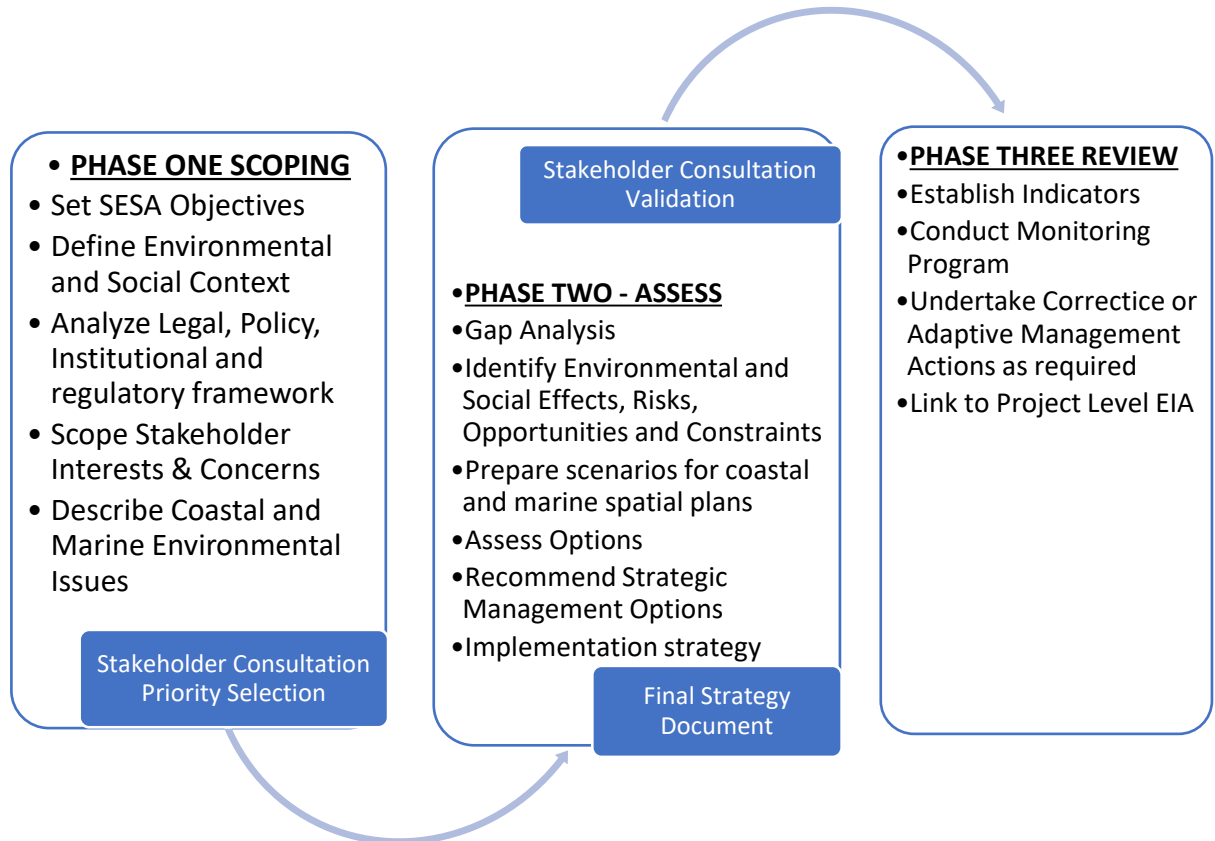 • PHASE ONE SCOPING
• Set SESA Objectives
• Define Environmental
and Social Context
• Analyze Legal, Policy,
Institutional and
regulatory framework
• Scope Stakeholder
Interests & Concerns
• Describe Coastal and
Marine Environmental
Issues
Stakeholder Consultation
Priority Selection
Stakeholder Consultation
Validation
•PHASE TWO - ASSESS
•Gap Analysis
•Identify Environmental and
Social Effects, Risks,
Opportunities and Constraints
•Prepare scenarios for coastal
and marine spatial plans
•Assess Options
•Recommend Strategic
Management Options
•Implementation strategy
Final Strategy
Document
•PHASE THREE REVIEW
•Establish Indicators
•Conduct Monitoring
Program
•Undertake Correctice or
Adaptive Management
Actions as required
•Link to Project Level EIA